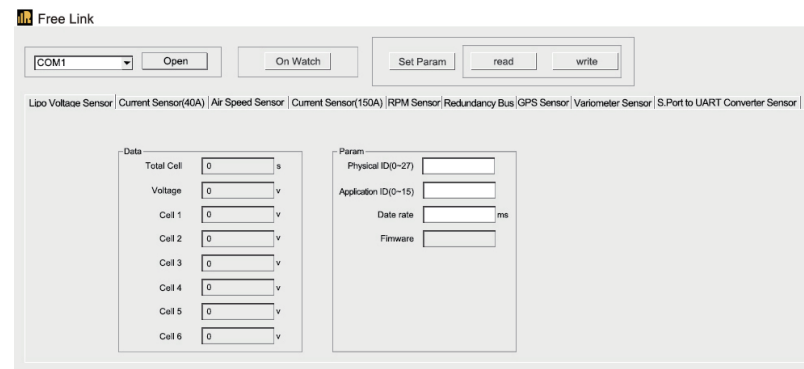 Free Link
COM1 Open On Watch Set Param read write
Lipo Voltage Sensor Current Sensor(40A) Air Speed Sensor Current Sensor(150A) RPM Sensor Redundancy Bus GPS Sensor Variometer Sensor S.Port to UART Converter Sensor
Data
Total Cell 0 s
Voltage 0 v
Cell 1 0 v
Cell 2 0 v
Cell 3 0 v
Cell 4 0 v
Cell 5 0 v
Cell 6 0 v
Param
Physical ID(0~27)
Application ID(0~15)
Date rate ms
Fimware